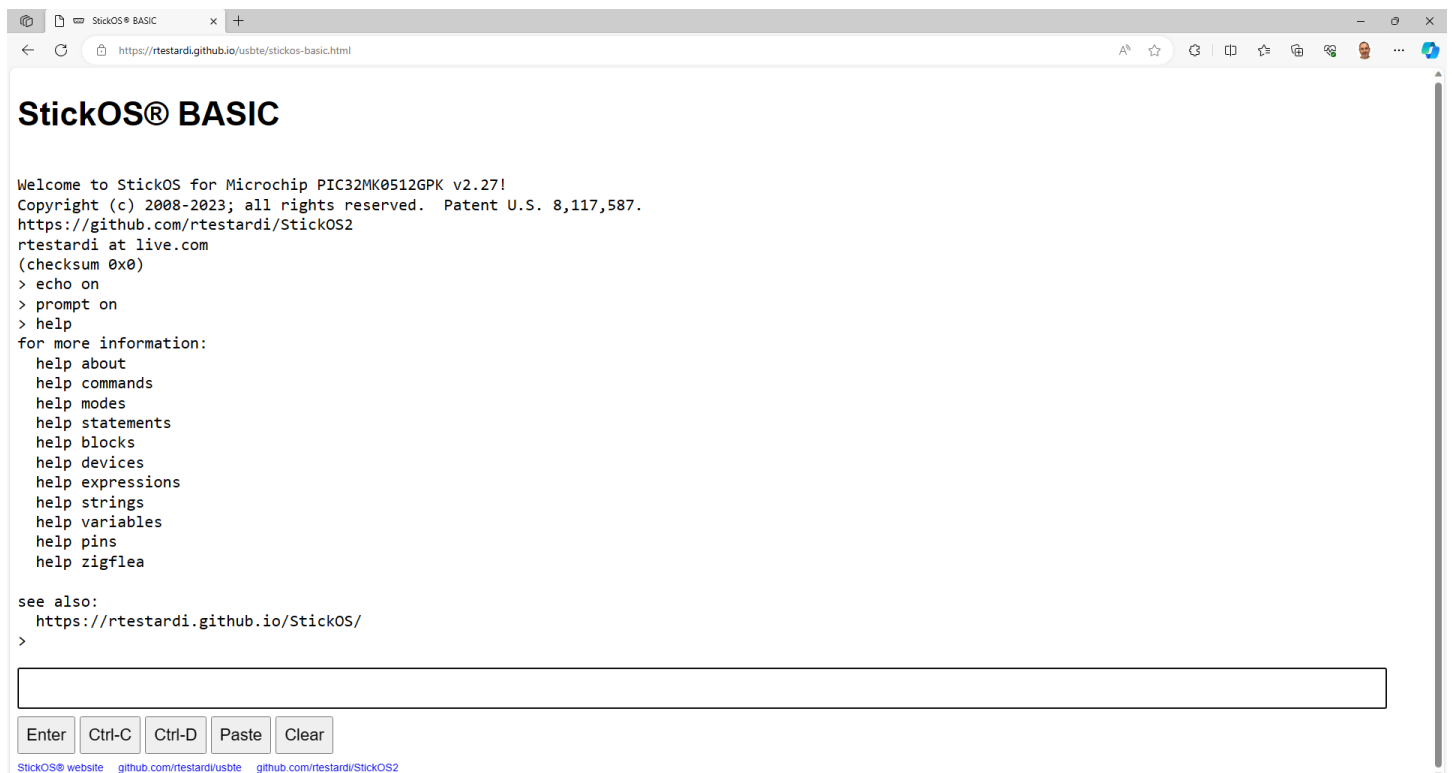 StickOS® BASIC
https://rtestardi.github.io/usbte/stickos-basic.html
StickOS® BASIC
Welcome to StickOS for Microchip PIC32MK0512GPK v2.27!
Copyright (c) 2008-2023; all rights reserved.  Patent U.S. 8,117,587.
https://github.com/rtestardi/StickOS2
rtestardi at live.com
(checksum 0x0)
> echo on
> prompt on
> help
for more information:
  help about
  help commands
  help modes
  help statements
  help blocks
  help devices
  help expressions
  help strings
  help variables
  help pins
  help zigflea
see also:
  https://rtestardi.github.io/StickOS/
>
Enter Ctrl-C Ctrl-D Paste Clear
StickOS® website github.com/rtestardi/usbte github.com/rtestardi/StickOS2